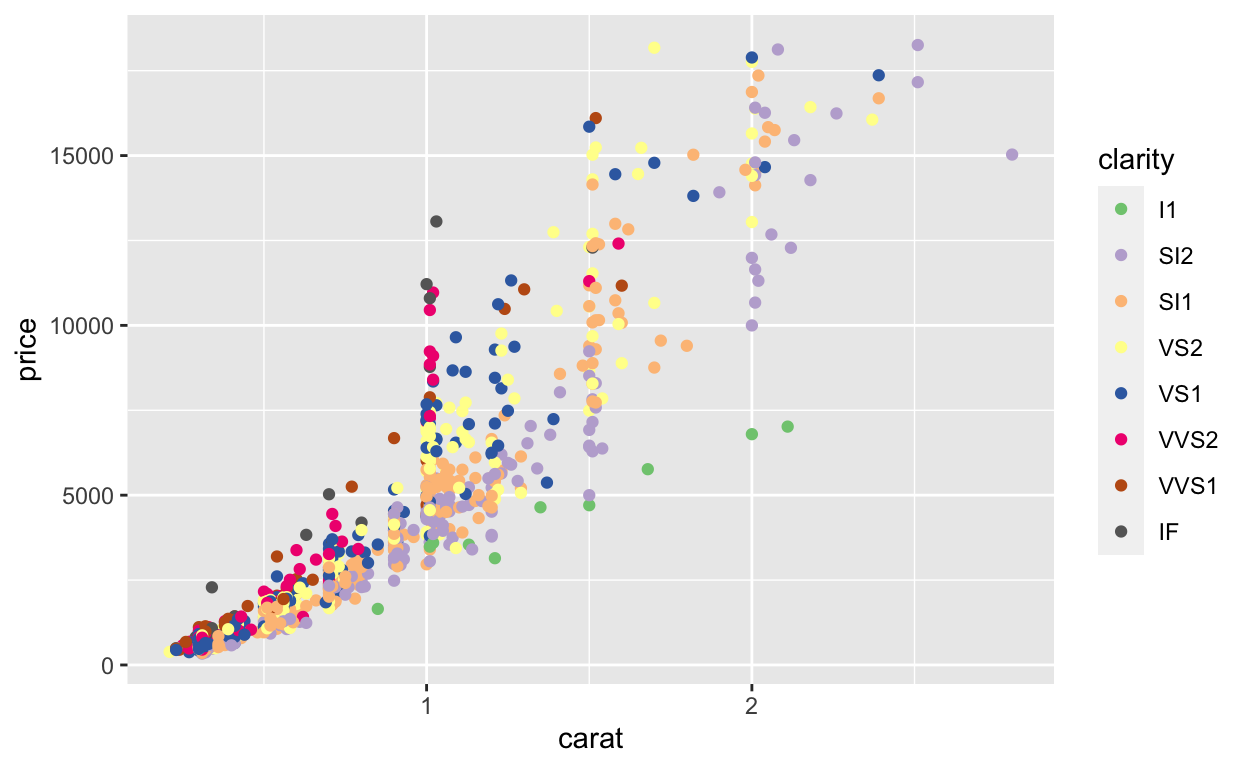 price
15000
10000
5000
0
1
2
carat
clarity
I1
SI2
SI1
VS2
VS1
VVS2
VVS1
IF